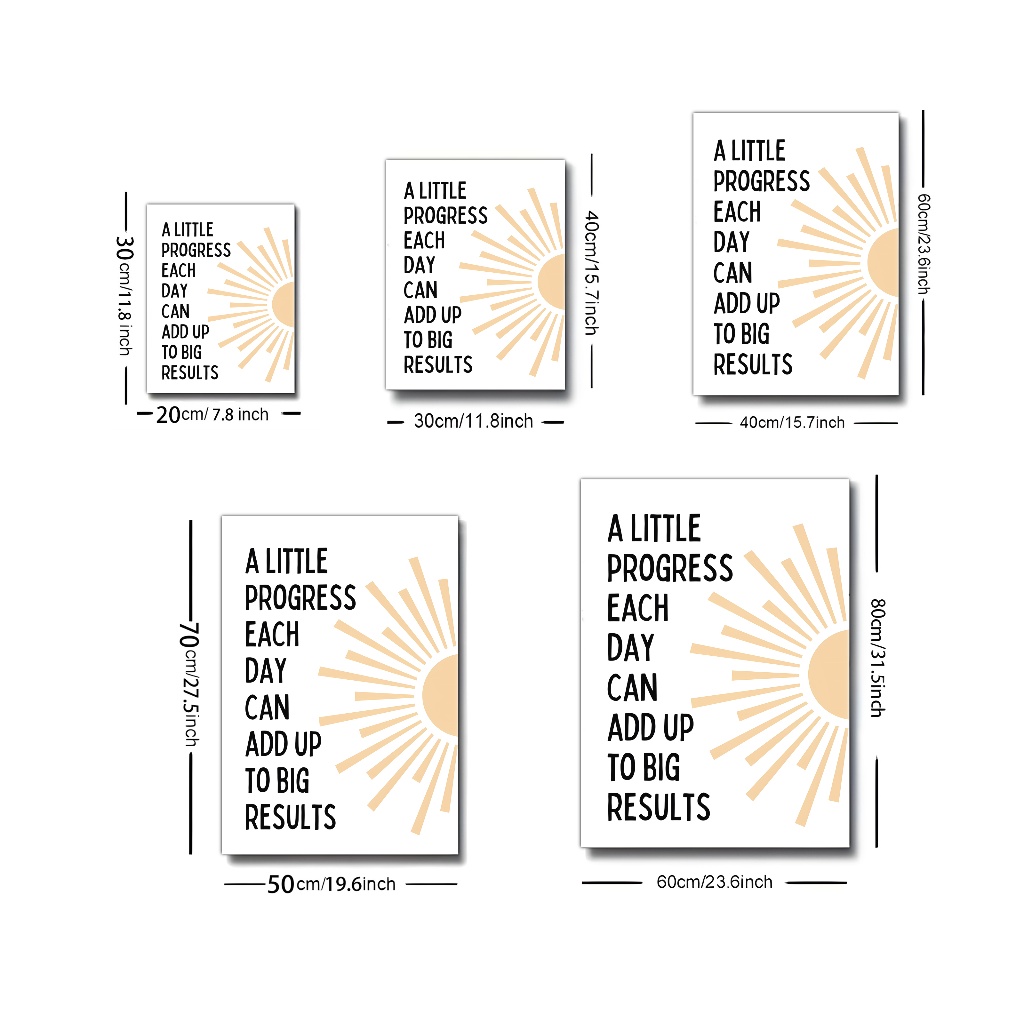 A LITTLE
PROGRESS
EACH
DAY
CAN
ADD UP
TO BIG
RESULTS
30cm/11.8 inch
20cm/ 7.8 inch
A LITTLE
PROGRESS
EACH
DAY
CAN
ADD UP
TO BIG
RESULTS
40cm/15.7inch
30cm/11.8inch
A LITTLE
PROGRESS
EACH
DAY
CAN
ADD UP
TO BIG
RESULTS
60cm/23.6inch
40cm/15.7inch
70cm/27.5inch
A LITTLE
PROGRESS
EACH
DAY
CAN
ADD UP
TO BIG
RESULTS
50cm/19.6inch
A LITTLE
PROGRESS
EACH
DAY
CAN
ADD UP
TO BIG
RESULTS
80cm/31.5inch
60cm/23.6inch